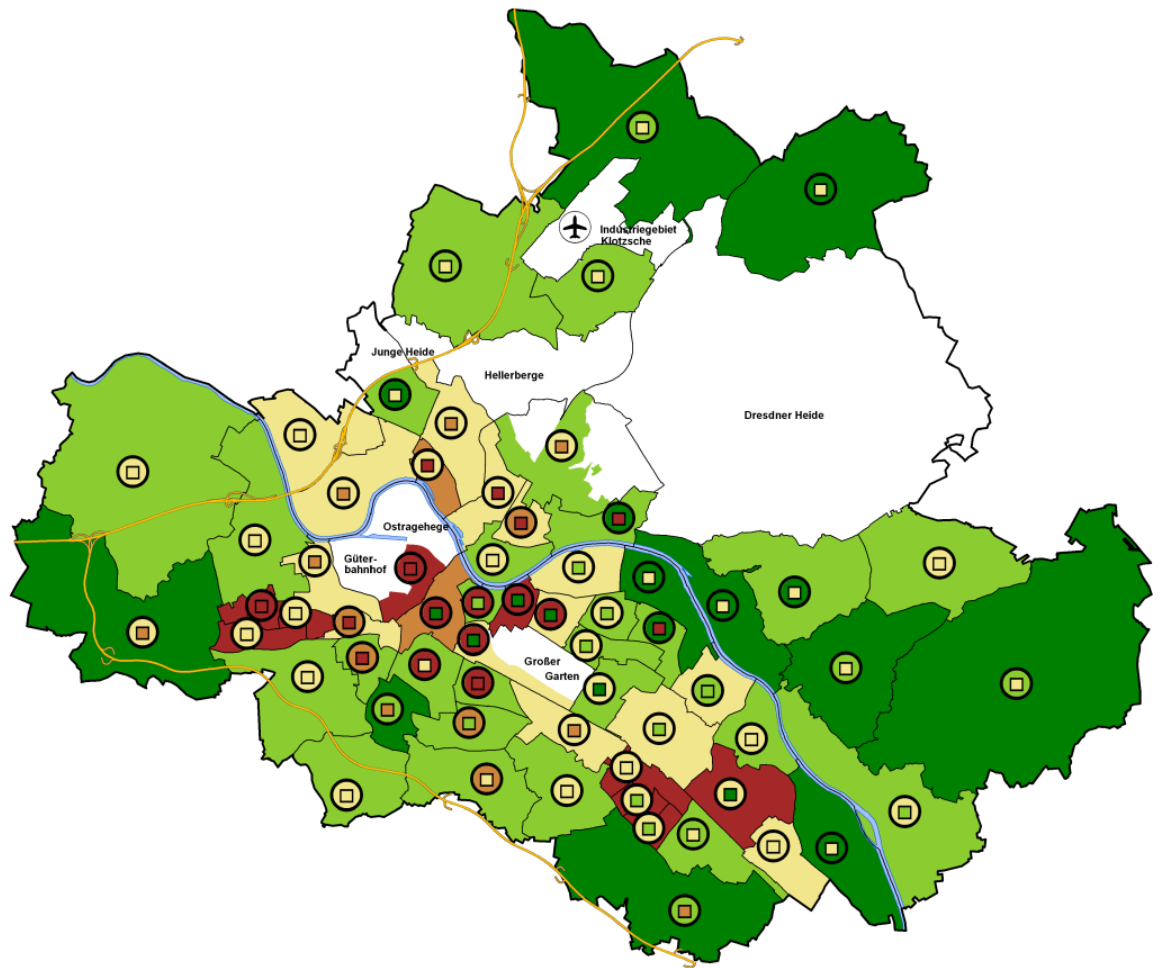 Industriegebiet
Klotzsche
Junge Heide
Hellerberge
Dresdner Heide
Ostragehege
Güter-
bahnhof
Großer
Garten